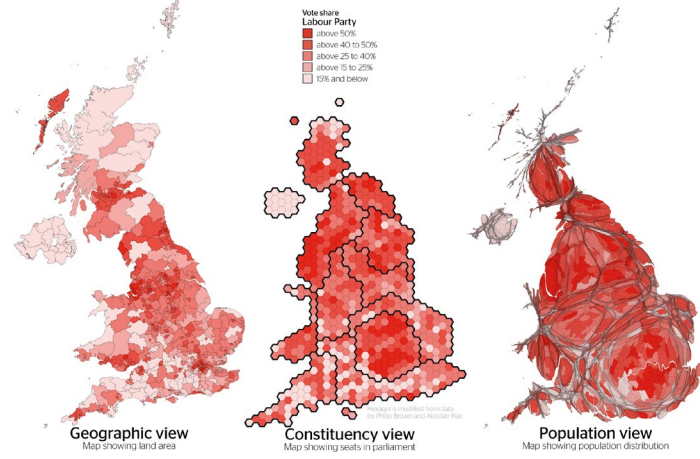 Vote share
Labour Party
above 50%
above 40 to 50%
above 25 to 40%
above 15 to 25%
15% and below
Hexagons modified from data
by Philip Brown and Alasdair Rae
Geographic view
Map showing land area
Constituency view
Map showing seats in parliament
Population view
Map showing population distribution